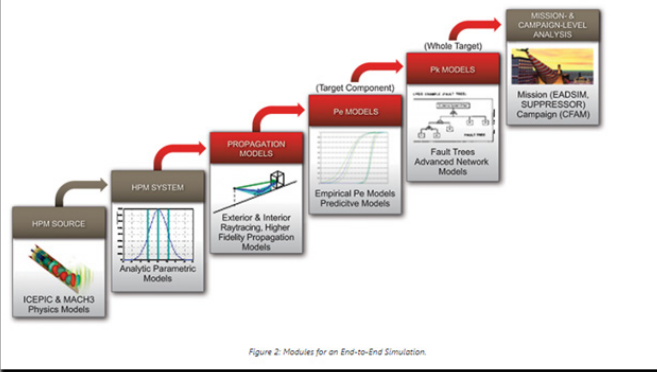 MISSION- &
CAMPAIGN-LEVEL
ANALYSIS
Mission (EADSIM,
SUPPRESSOR)
Campaign (CFAM)
(Whole Target)
Pk MODELS
FAULT TREE
Fault Trees
Advanced Network
Models
(Target Component)
Pe MODELS
Empirical Pe Models
Predicitve Models
PROPAGATION
MODELS
Exterior & Interior
Raytracing, Higher
Fidelity Propagation
Models
HPM SYSTEM
Analytic Parametric
Models
HPM SOURCE
ICEPIC & MACH3
Physics Models
Figure 2: Modules for an End-to-End Simulation.